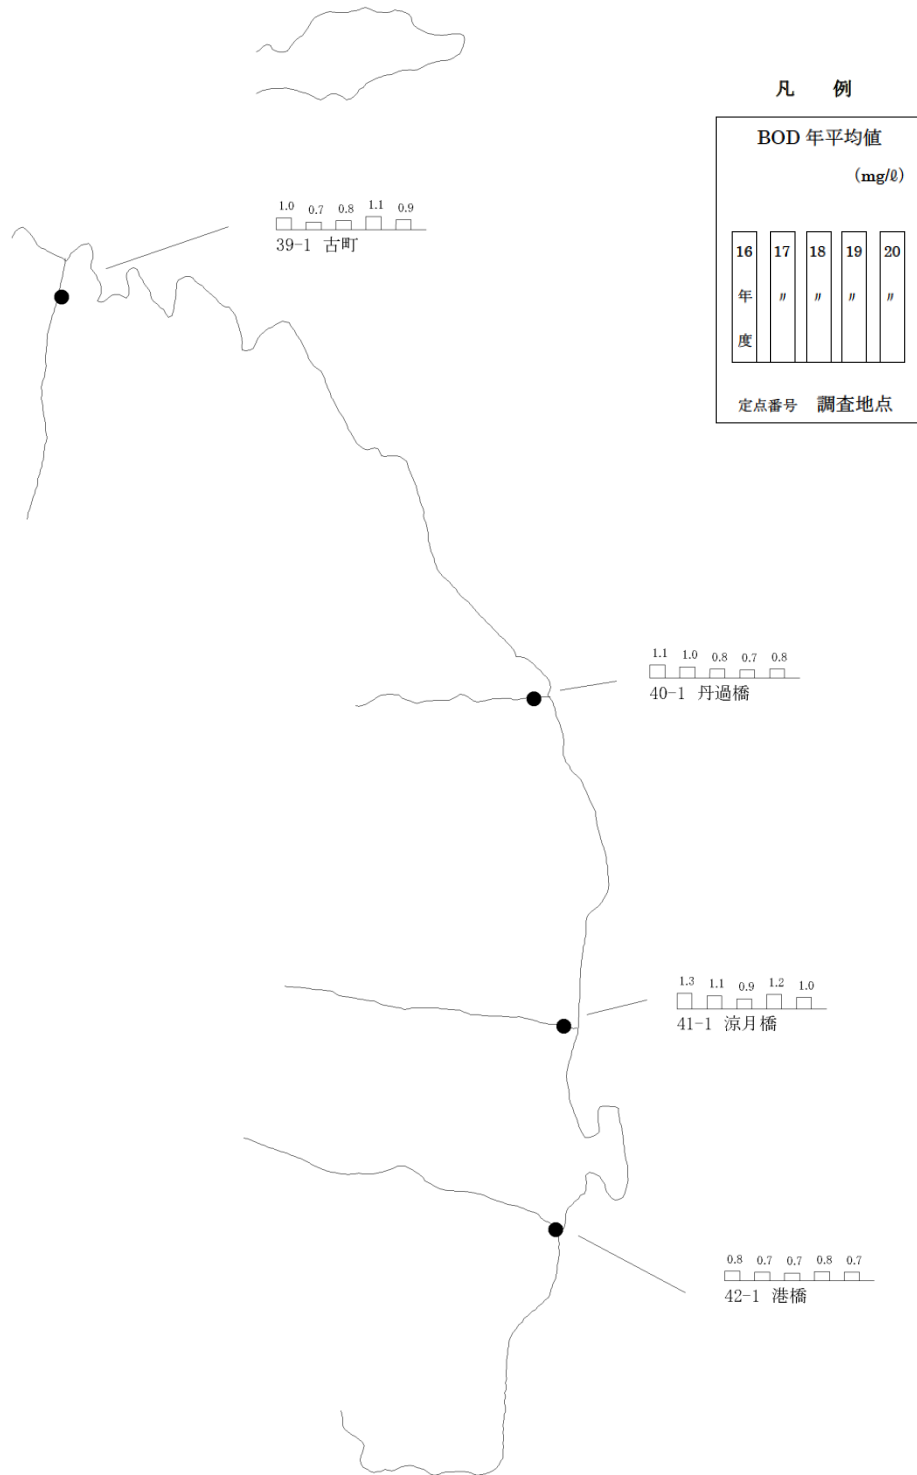 凡 例
BOD 年平均値
(mg/ℓ)
16 17 18 19 20
年 〃 〃 〃 〃
度
定点番号 調査地点
1.0 0.7 0.8 1.1 0.9
39-1 古町
1.1 1.0 0.8 0.7 0.8
40-1 丹過橋
1.3 1.1 0.9 1.2 1.0
41-1 涼月橋
0.8 0.7 0.7 0.8 0.7
42-1 港橋